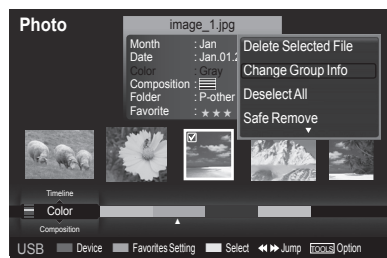 Photo
image_1.jpg
Month : Jan
Date : Jan.01.2
Color : Gray
Composition :
Folder : P-other
Favorite : ★ ★ ★
Delete Selected File
Change Group Info
Deselect All
Safe Remove
Timeline
Color
Composition
USB Device Favorites Setting Select Jump TOOLS Option